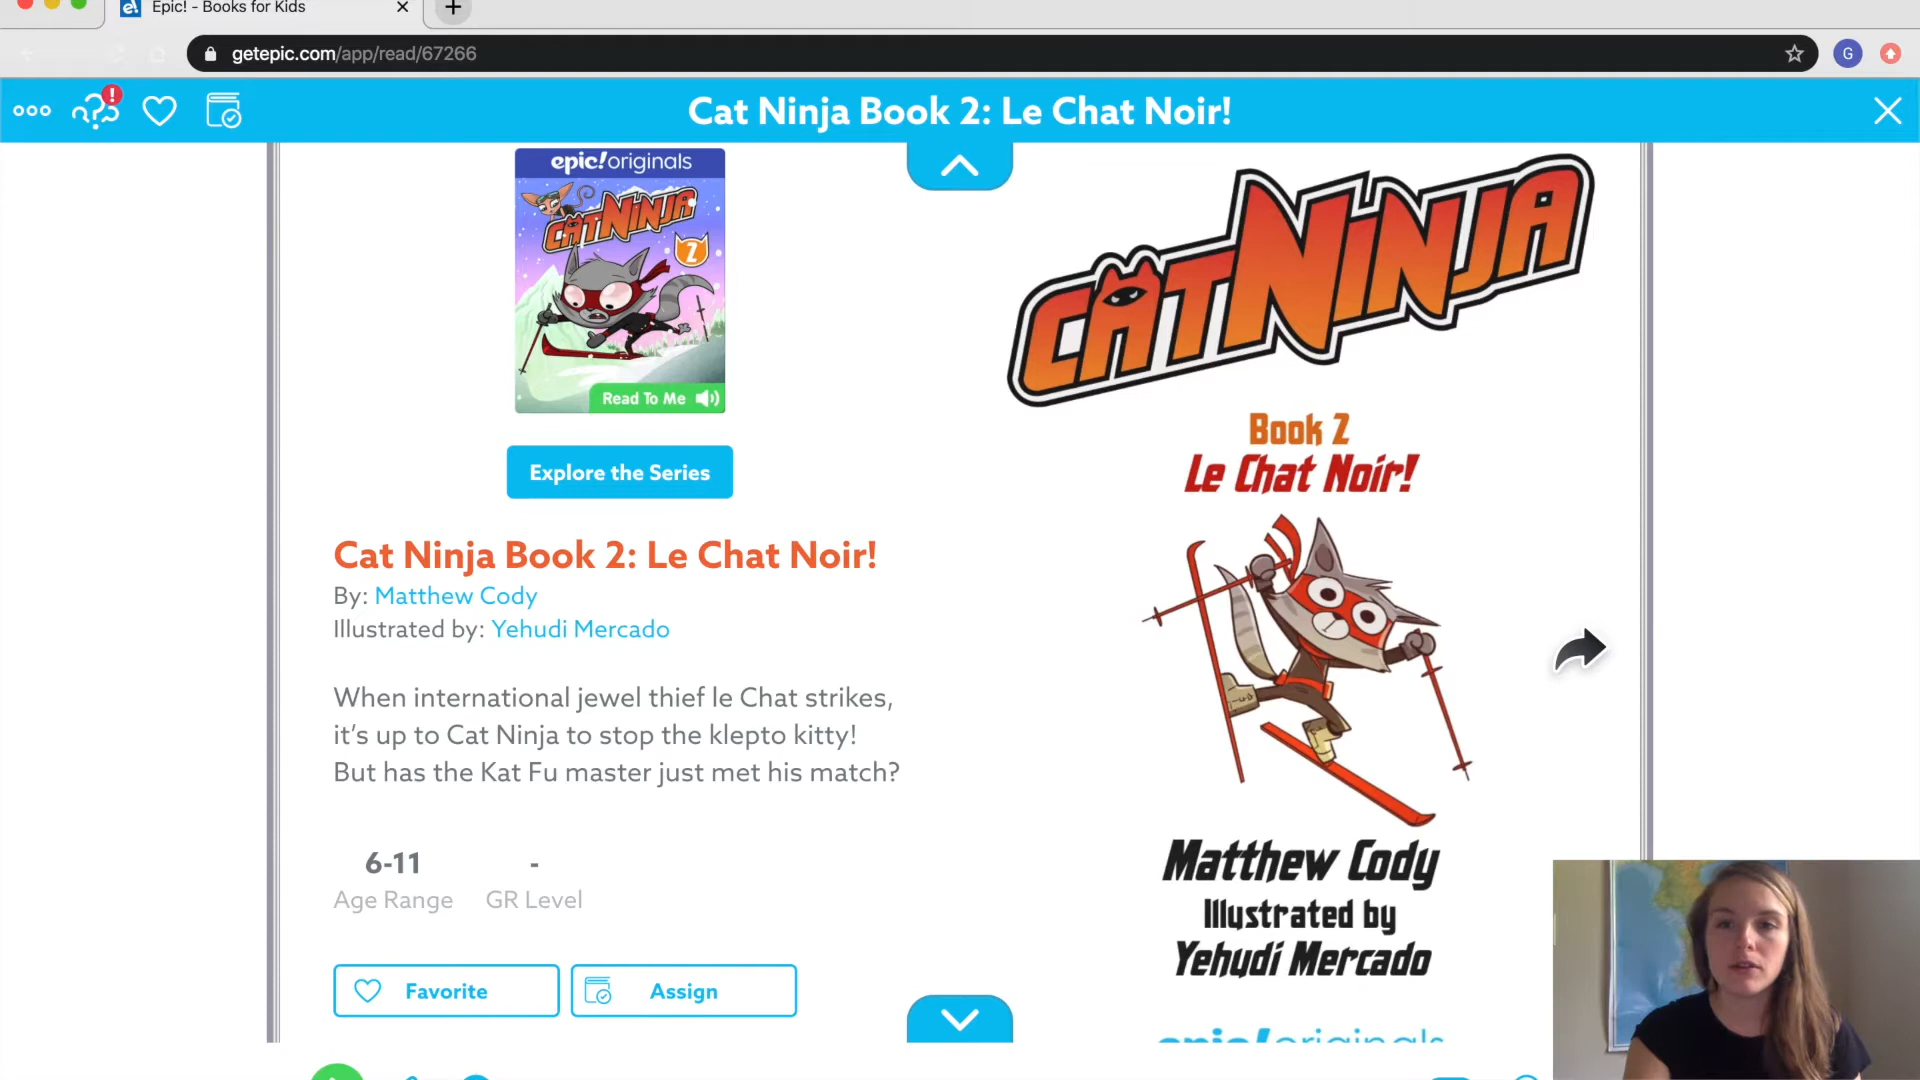 Epic! - Books for Kids
getepic.com/app/read/67266
G
Cat Ninja Book 2: Le Chat Noir!
epic!originals
CAT NINJA
2
Read To Me
Explore the Series
Cat Ninja Book 2: Le Chat Noir!
By: Matthew Cody
Illustrated by: Yehudi Mercado
When international jewel thief le Chat strikes,
it's up to Cat Ninja to stop the klepto kitty!
But has the Kat Fu master just met his match?
6-11
-
Age Range
GR Level
Favorite
Assign
CAT NINJA
Book 2
Le Chat Noir!
Matthew Cody
Illustrated by
Yehudi Mercado
epic!originals